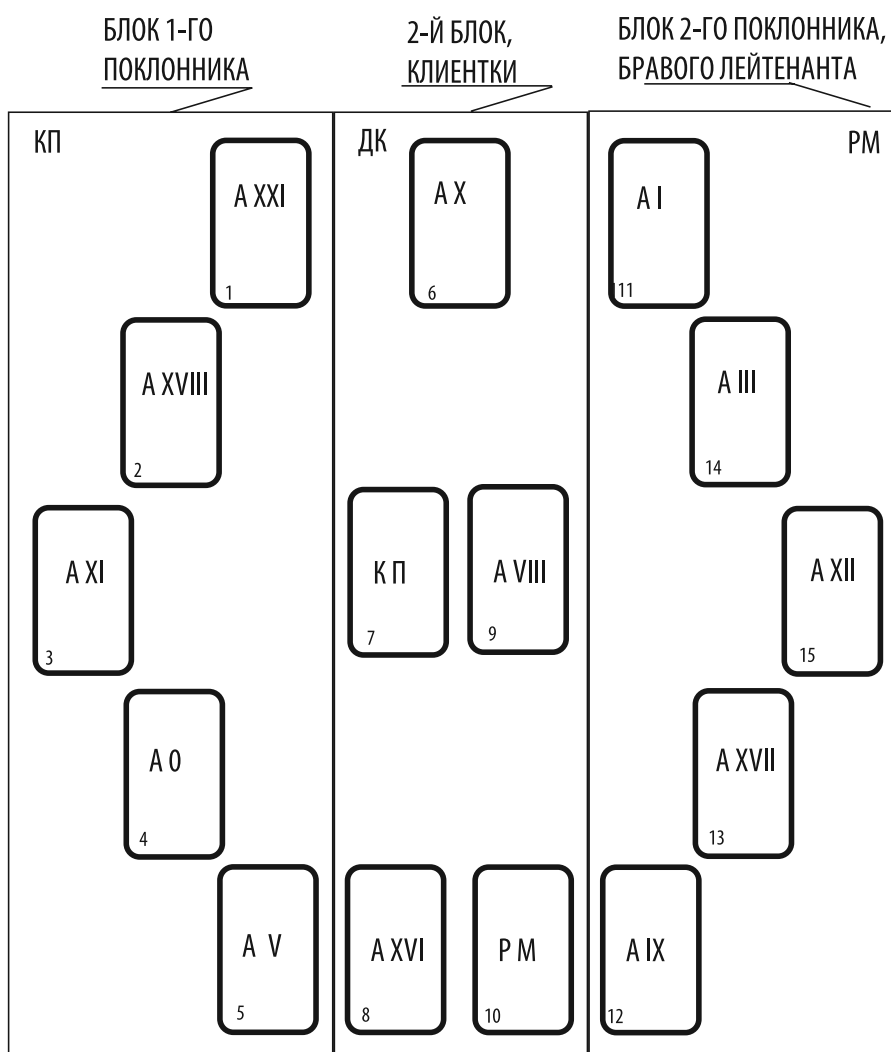 БЛОК 1-ГО
ПОКЛОННИКА
2-Й БЛОК,
КЛИЕНТКИ
БЛОК 2-ГО ПОКЛОННИКА,
БРАВОГО ЛЕЙТЕНАНТА
КП
ДК
РМ
А XXI
1
А XVIII
2
А XI
3
А 0
4
А V
5
А X
6
К П
7
А VIII
9
А XVI
8
Р М
10
А I
111
А III
14
А XII
15
А XVII
13
А IX
12